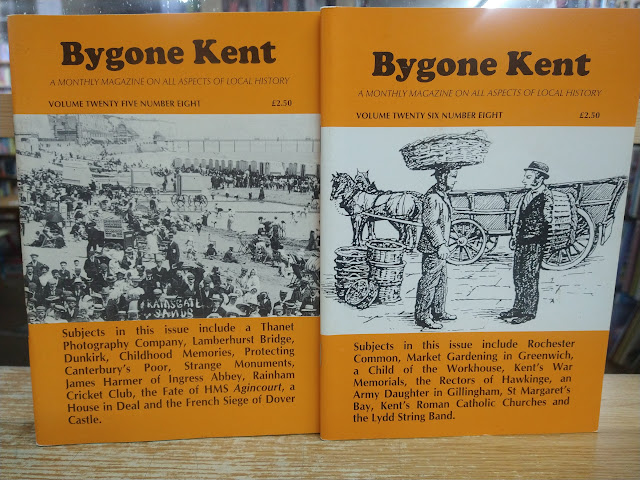 Bygone Kent
A MONTHLY MAGAZINE ON ALL ASPECTS OF LOCAL HISTORY
VOLUME TWENTY FIVE NUMBER EIGHT £2.50
RAMSGATE
SANDS
Subjects in this issue include a Thanet
Photography Company, Lamberhurst Bridge,
Dunkirk, Childhood Memories, Protecting
Canterbury's Poor, Strange Monuments,
James Harmer of Ingress Abbey, Rainham
Cricket Club, the Fate of HMS Agincourt, a
House in Deal and the French Siege of Dover
Castle.
Bygone Kent
A MONTHLY MAGAZINE ON ALL ASPECTS OF LOCAL HISTORY
VOLUME TWENTY SIX NUMBER EIGHT £2.50
Subjects in this issue include Rochester
Common, Market Gardening in Greenwich,
a Child of the Workhouse, Kent's War
Memorials, the Rectors of Hawkinge, an
Army Daughter in Gillingham, St Margaret's
Bay, Kent's Roman Catholic Churches and
the Lydd String Band.